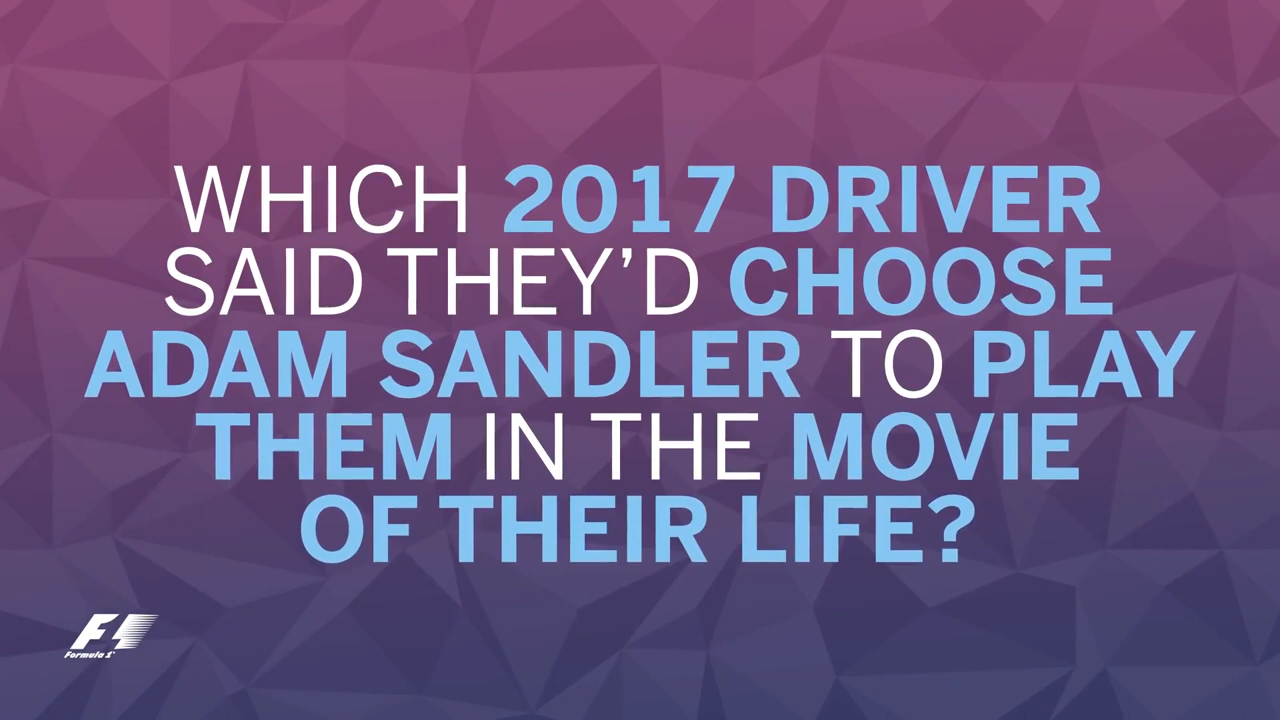 WHICH 2017 DRIVER
SAID THEY’D CHOOSE
ADAM SANDLER TO PLAY
THEM IN THE MOVIE
OF THEIR LIFE?
F1
Formula 1